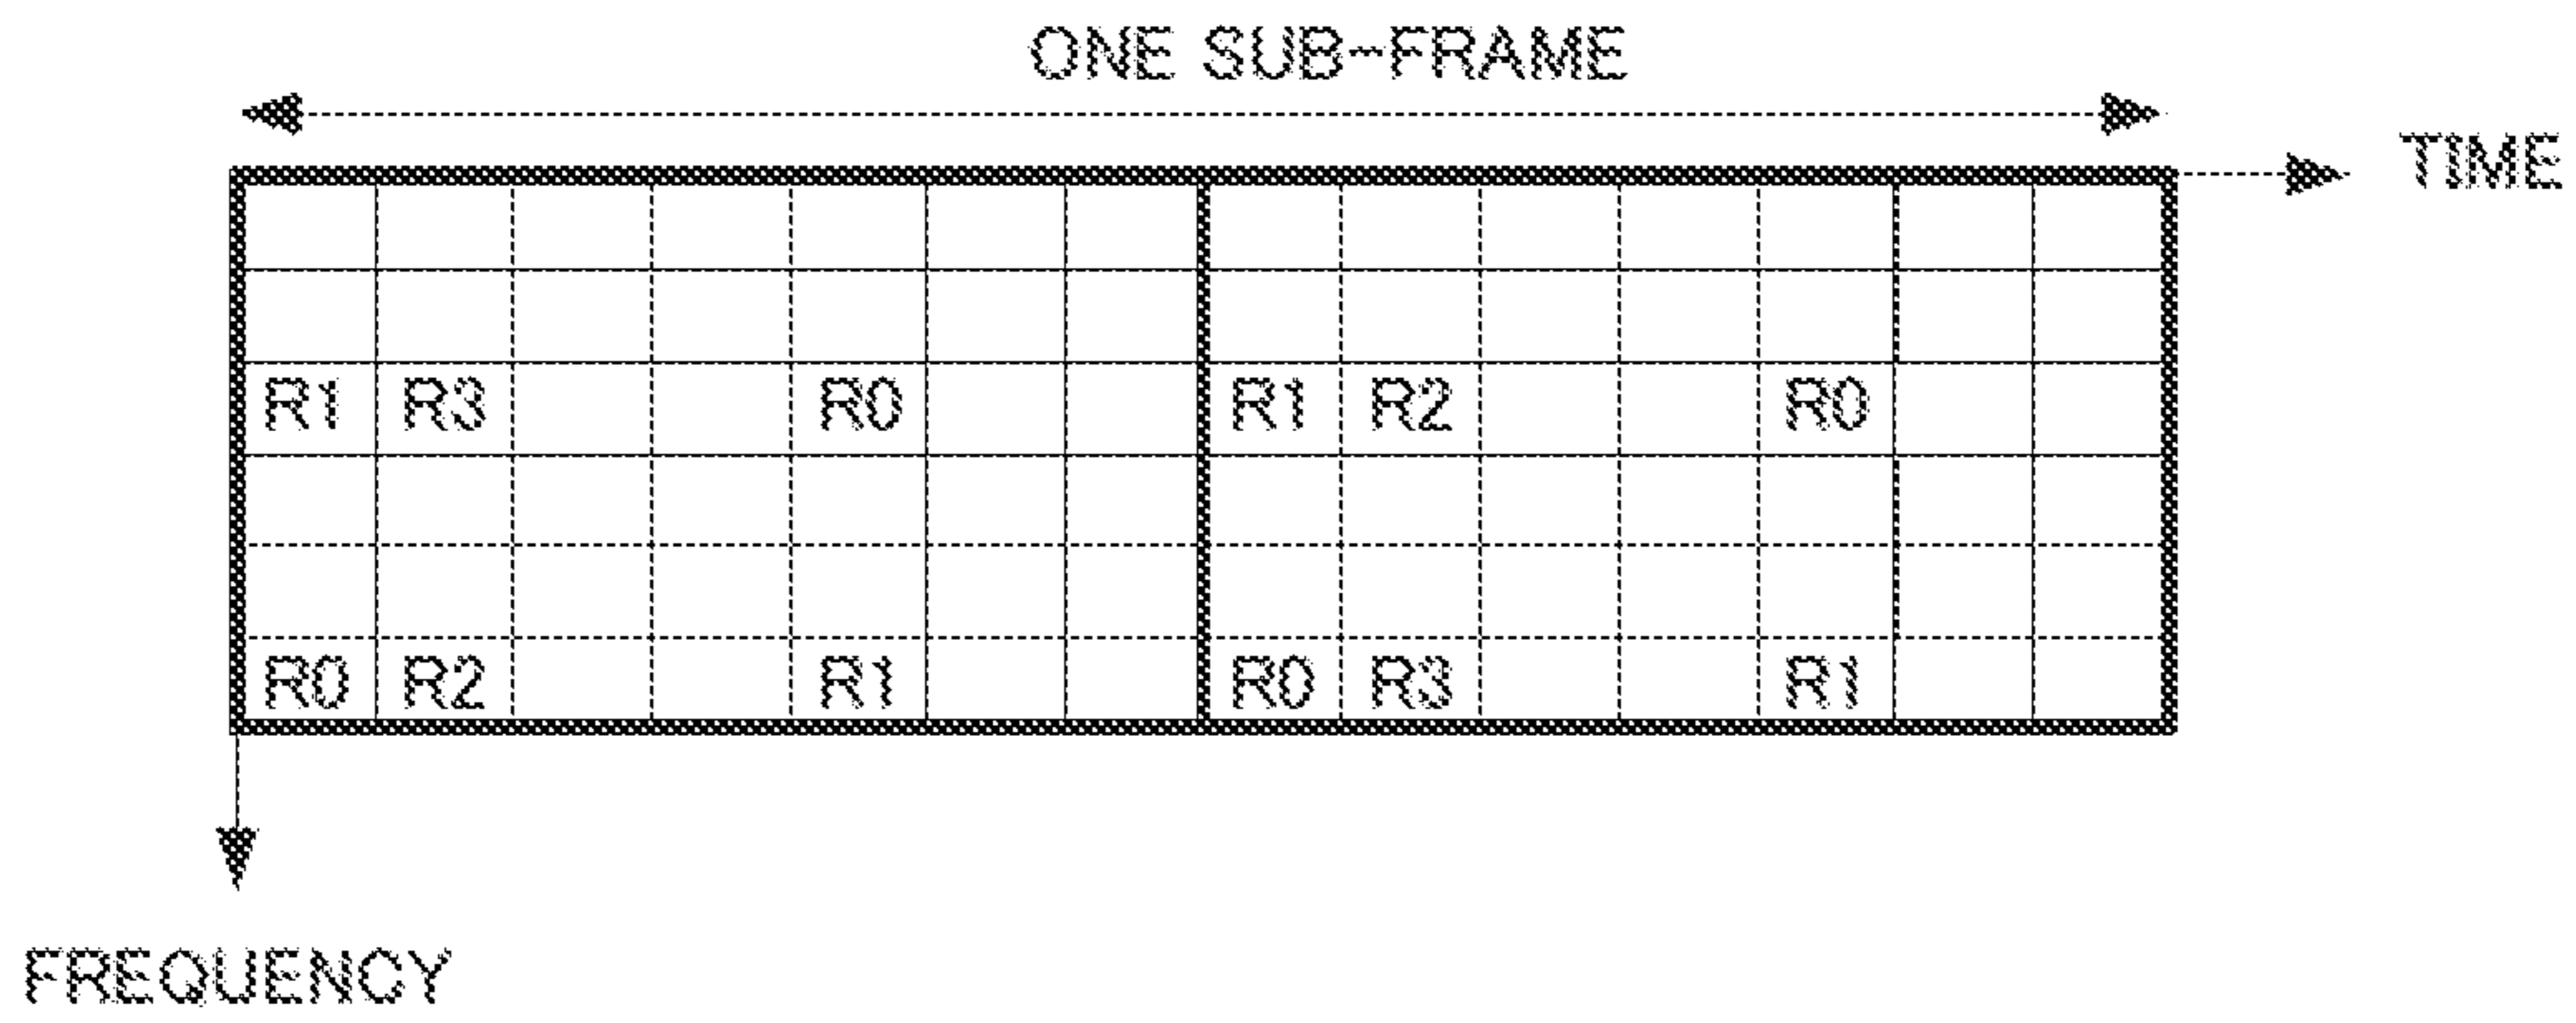 ONE SUB-FRAME
TIME
R1 R3 R0 R1 R2 R0
R0 R2 R1 R0 R3 R1
FREQUENCY